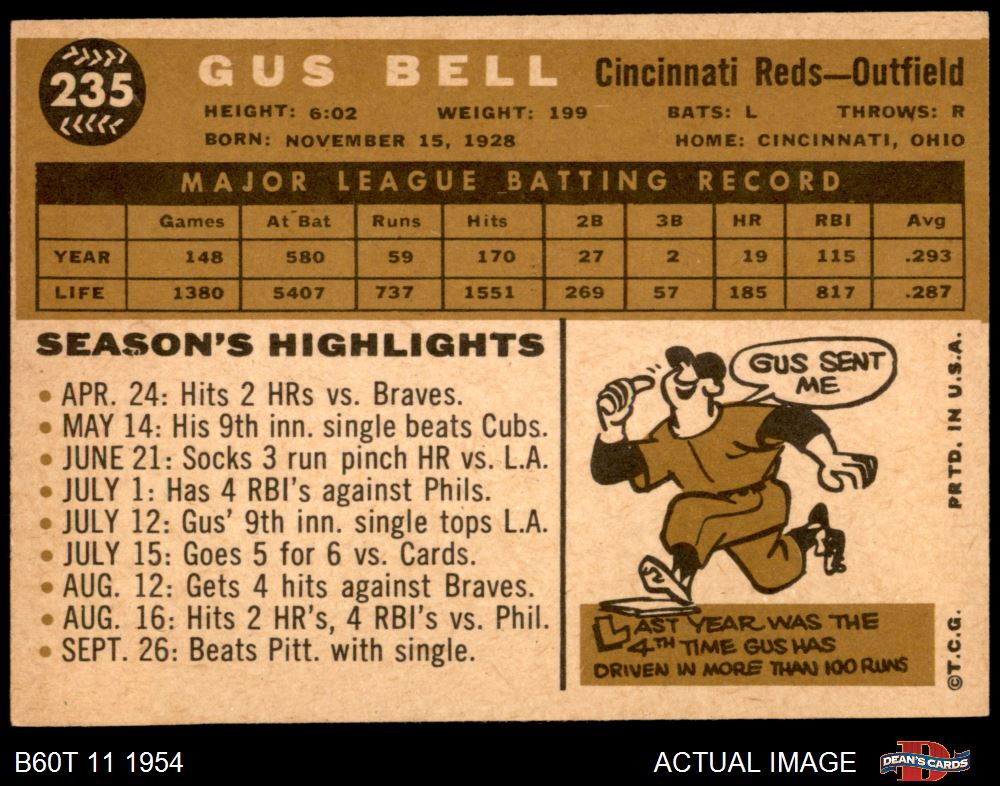 235
GUS BELL Cincinnati Reds—Outfield
HEIGHT: 6:02 WEIGHT: 199 BATS: L THROWS: R
BORN: NOVEMBER 15, 1928 HOME: CINCINNATI, OHIO
MAJOR LEAGUE BATTING RECORD
Games At Bat Runs Hits 2B 3B HR RBI Avg
YEAR 148 580 59 170 27 2 19 115 .293
LIFE 1380 5407 737 1551 269 57 185 817 .287
SEASON'S HIGHLIGHTS
• APR. 24: Hits 2 HRs vs. Braves.
• MAY 14: His 9th inn. single beats Cubs.
• JUNE 21: Socks 3 run pinch HR vs. L.A.
• JULY 1: Has 4 RBI's against Phils.
• JULY 12: Gus' 9th inn. single tops L.A.
• JULY 15: Goes 5 for 6 vs. Cards.
• AUG. 12: Gets 4 hits against Braves.
• AUG. 16: Hits 2 HR's, 4 RBI's vs. Phil.
• SEPT. 26: Beats Pitt. with single.
GUS SENT
ME
LAST YEAR WAS THE
4TH TIME GUS HAS
DRIVEN IN MORE THAN 100 RUNS
PRTD. IN U.S.A.
©T.C.G.
B60T 11 1954 ACTUAL IMAGE
DEAN'S CARDS